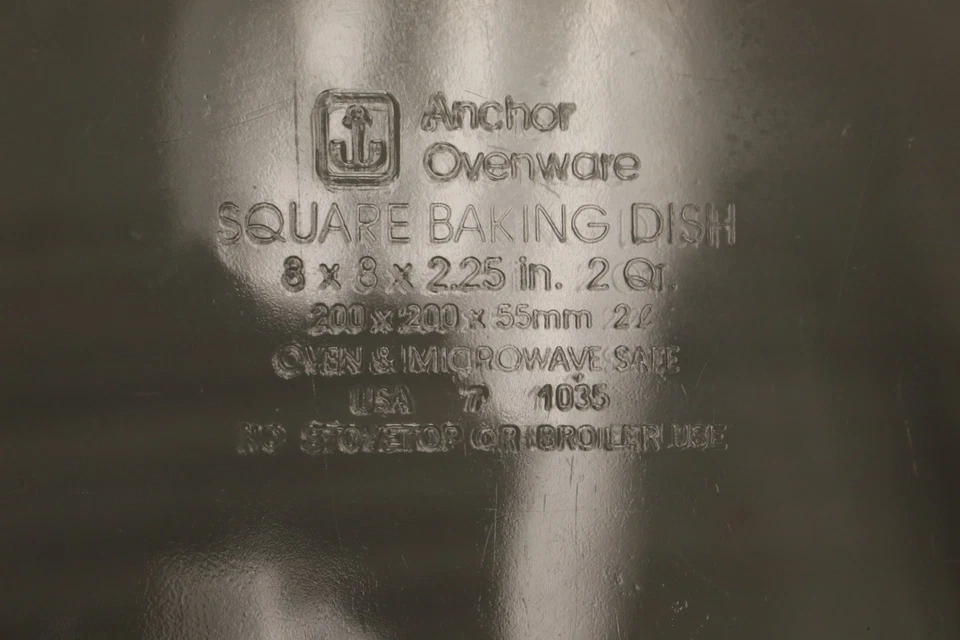 Anchor
Ovenware
SQUARE BAKING DISH
8 x 8 x 2.25 in. 2 Qt.
200 x 200 x 55mm 2ℓ
OVEN & MICROWAVE SAFE
USA 7 1035
NO STOVETOP OR BROILER USE